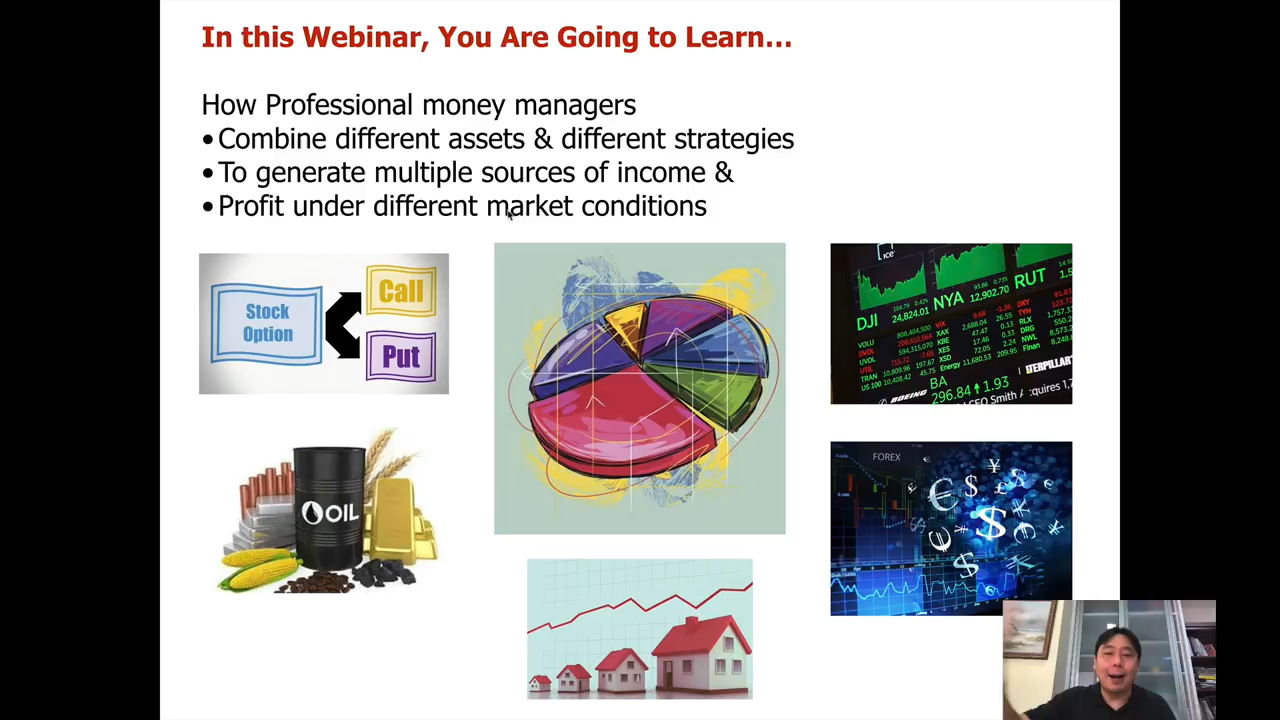 In this Webinar, You Are Going to Learn...
How Professional money managers
•Combine different assets & different strategies
•To generate multiple sources of income &
•Profit under different market conditions
Stock
Option
Call
Put
OIL
ice
DJI
24,824.01
NYA
12,902.70
RUT
BOEING
BA
296.84 1.93
FOREX